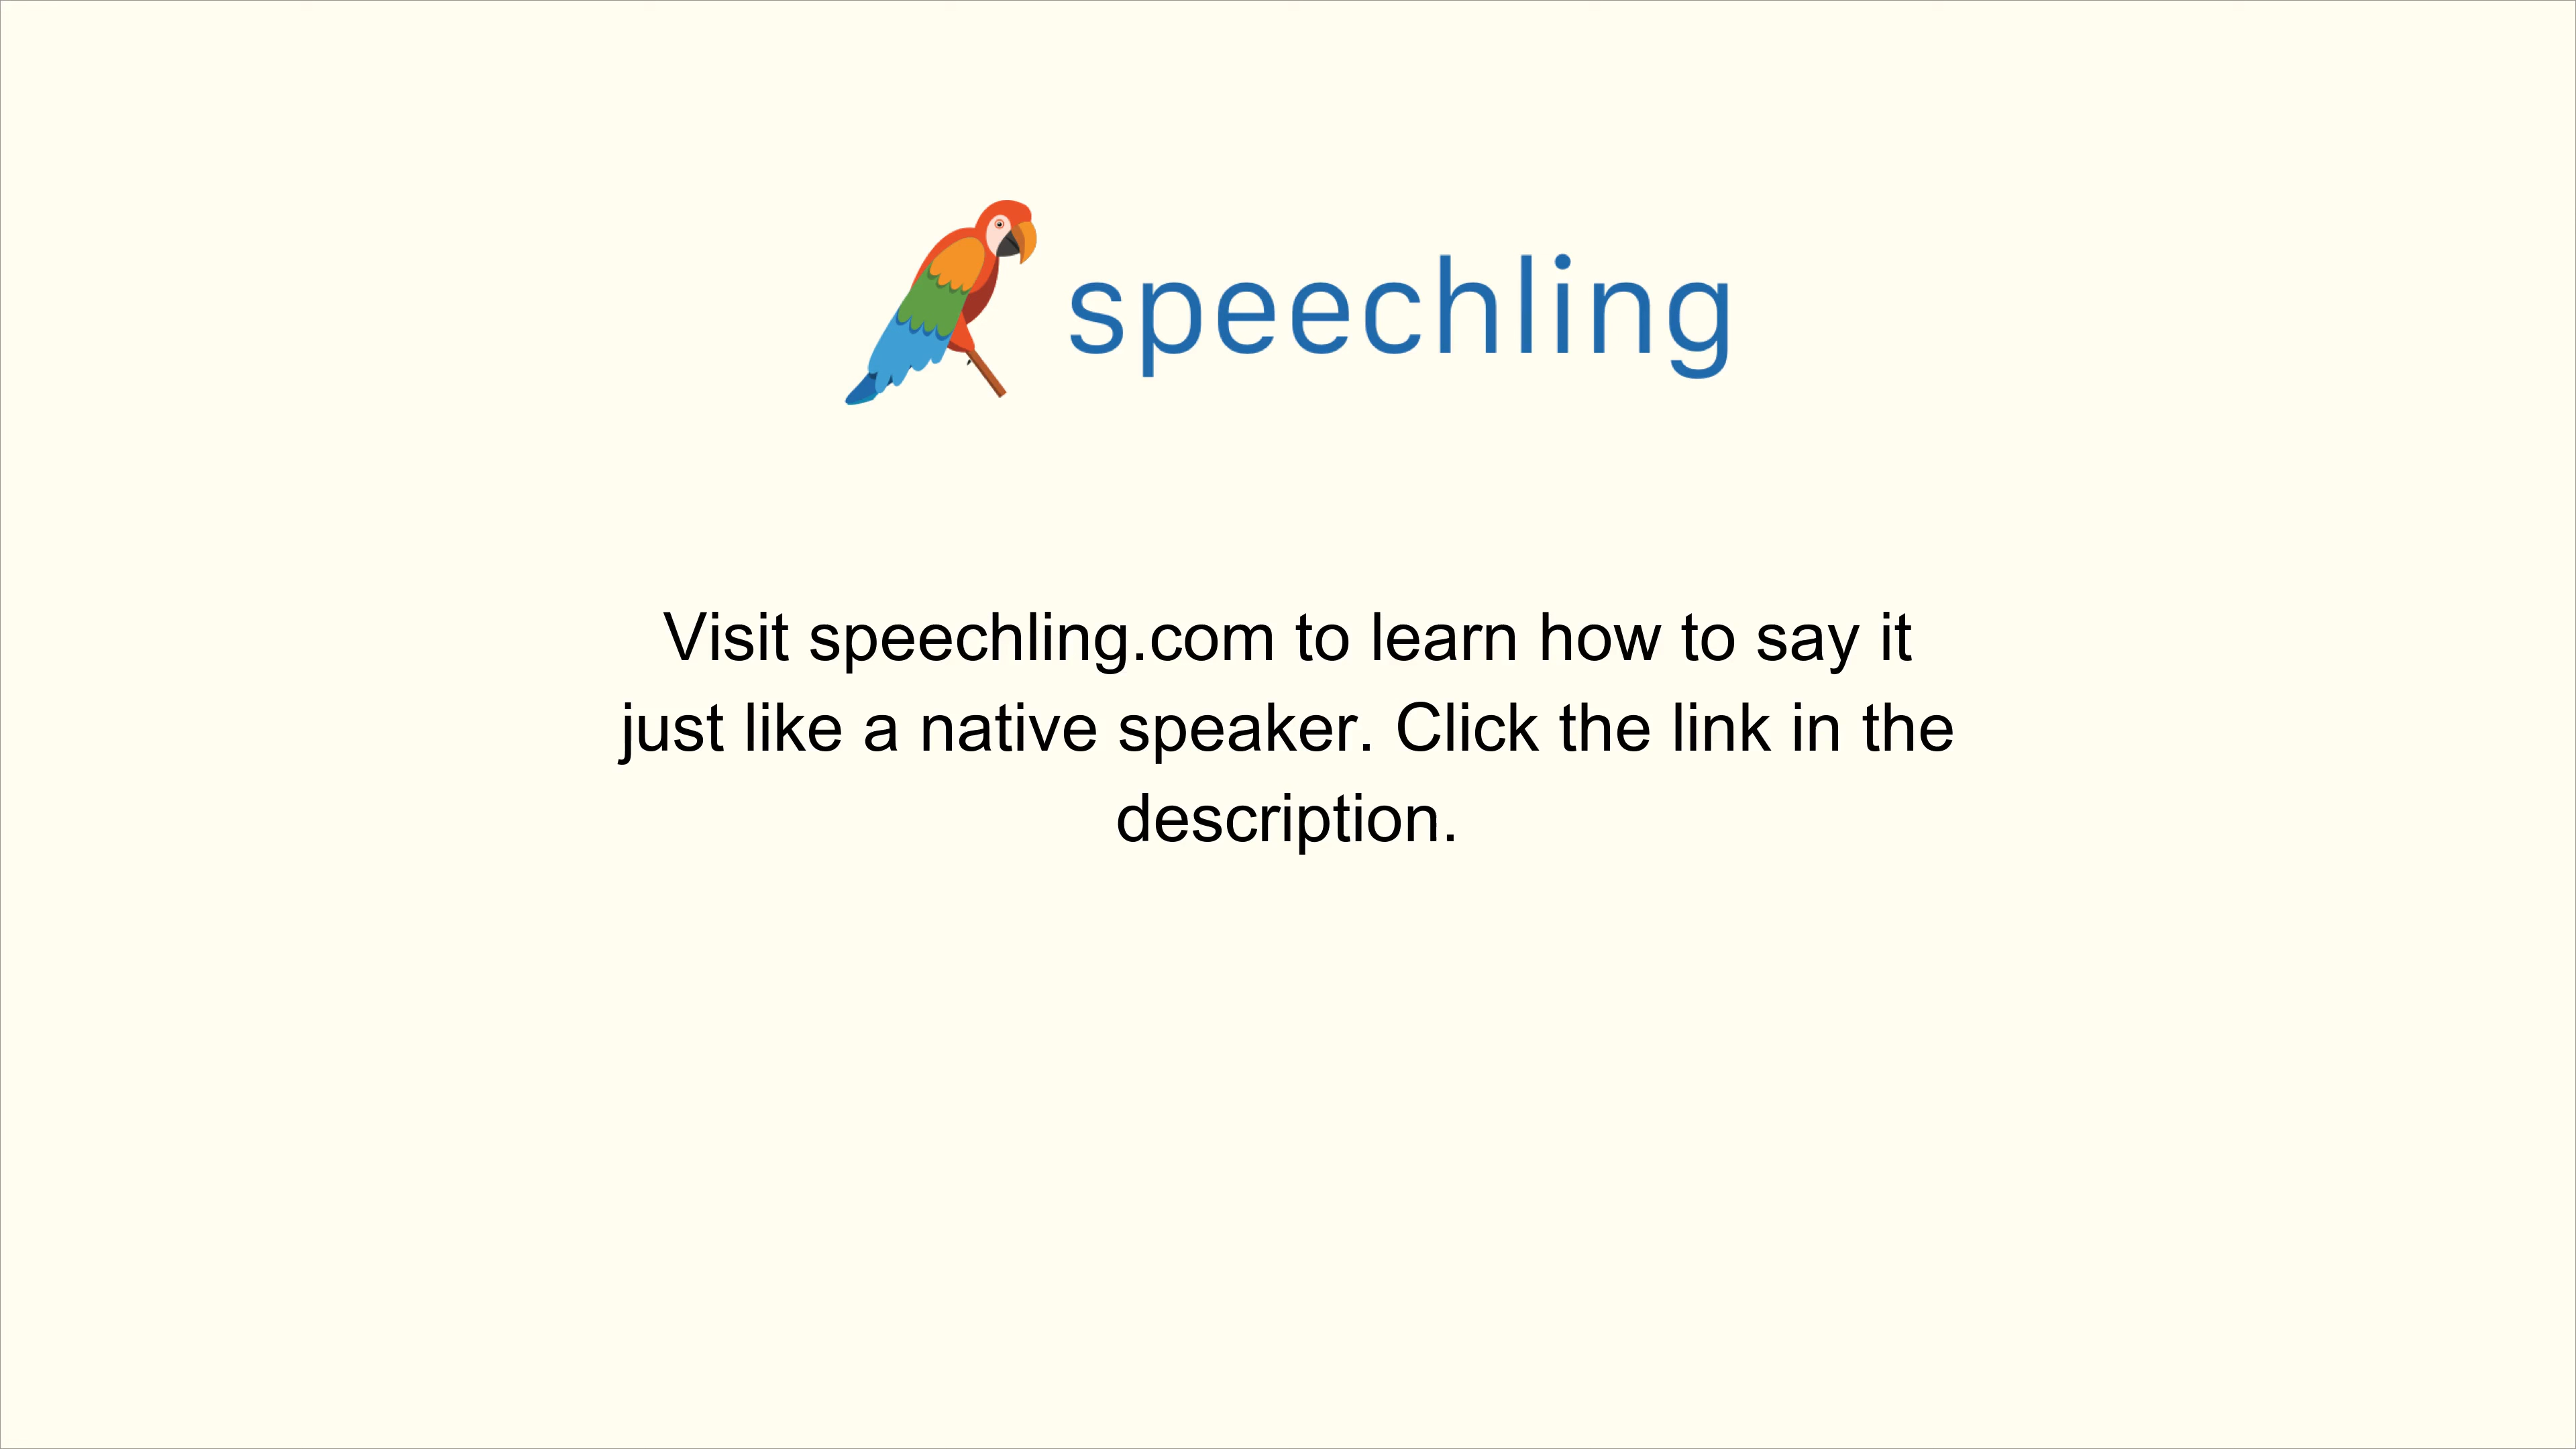 speechling
Visit speechling.com to learn how to say it
just like a native speaker. Click the link in the
description.